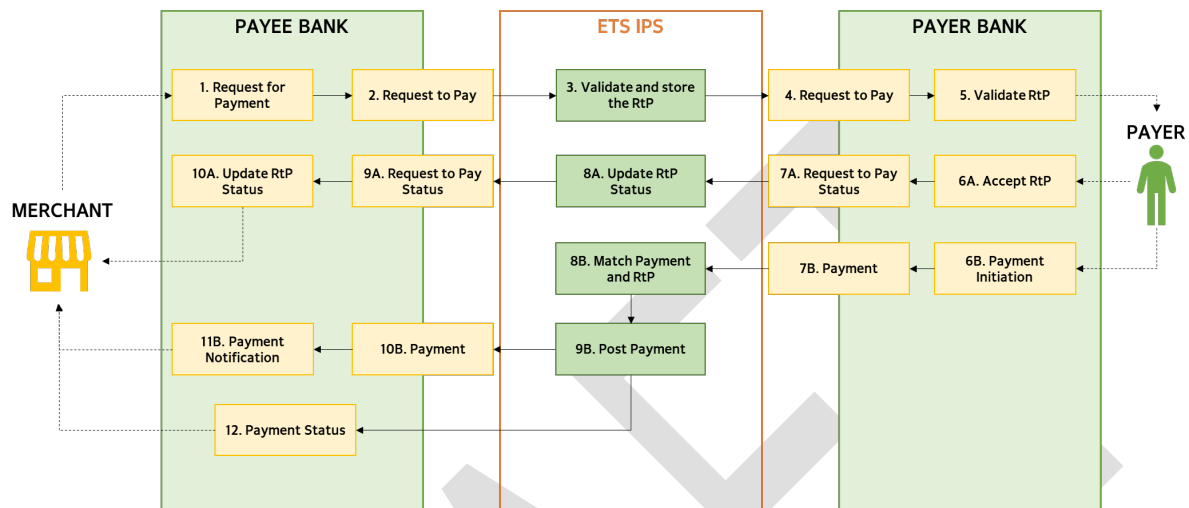 PAYEE BANK
ETS IPS
PAYER BANK
1. Request for
Payment
2. Request to Pay
3. Validate and store
the RtP
4. Request to Pay
5. Validate RtP
PAYER
10A. Update RtP
Status
9A. Request to Pay
Status
8A. Update RtP
Status
7A. Request to Pay
Status
6A. Accept RtP
MERCHANT
8B. Match Payment
and RtP
7B. Payment
6B. Payment
Initiation
11B. Payment
Notification
10B. Payment
9B. Post Payment
12. Payment Status